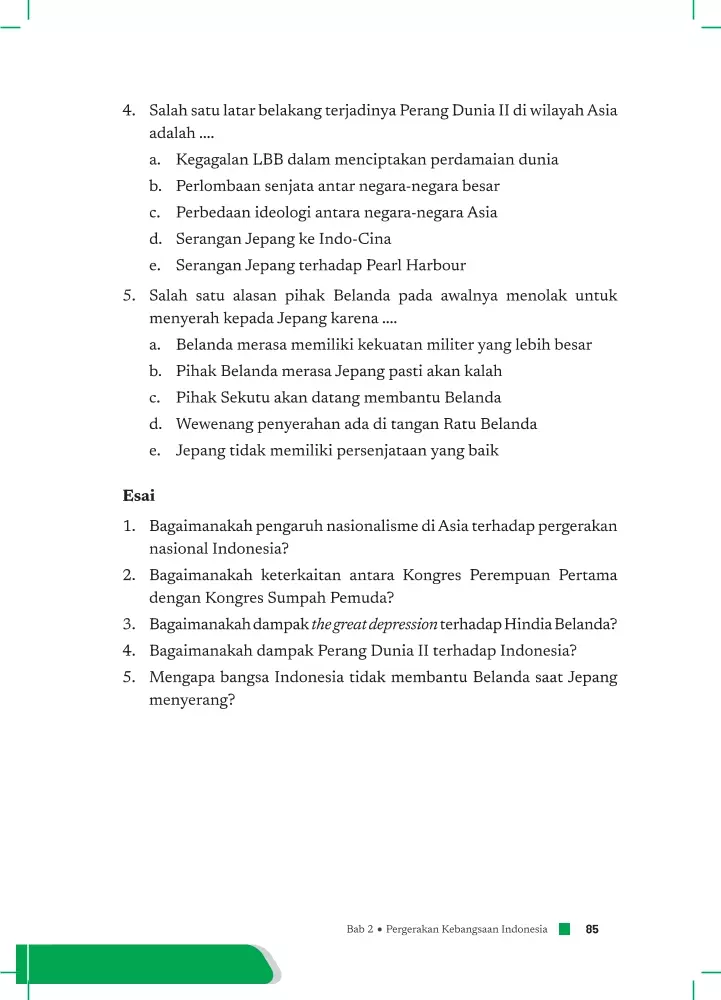 4. Salah satu latar belakang terjadinya Perang Dunia II di wilayah Asia
adalah ....
a. Kegagalan LBB dalam menciptakan perdamaian dunia
b. Perlombaan senjata antar negara-negara besar
c. Perbedaan ideologi antara negara-negara Asia
d. Serangan Jepang ke Indo-Cina
e. Serangan Jepang terhadap Pearl Harbour
5. Salah satu alasan pihak Belanda pada awalnya menolak untuk
menyerah kepada Jepang karena ....
a. Belanda merasa memiliki kekuatan militer yang lebih besar
b. Pihak Belanda merasa Jepang pasti akan kalah
c. Pihak Sekutu akan datang membantu Belanda
d. Wewenang penyerahan ada di tangan Ratu Belanda
e. Jepang tidak memiliki persenjataan yang baik
Esai
1. Bagaimanakah pengaruh nasionalisme di Asia terhadap pergerakan
nasional Indonesia?
2. Bagaimanakah keterkaitan antara Kongres Perempuan Pertama
dengan Kongres Sumpah Pemuda?
3. Bagaimanakah dampak the great depression terhadap Hindia Belanda?
4. Bagaimanakah dampak Perang Dunia II terhadap Indonesia?
5. Mengapa bangsa Indonesia tidak membantu Belanda saat Jepang
menyerang?
Bab 2 • Pergerakan Kebangsaan Indonesia 85